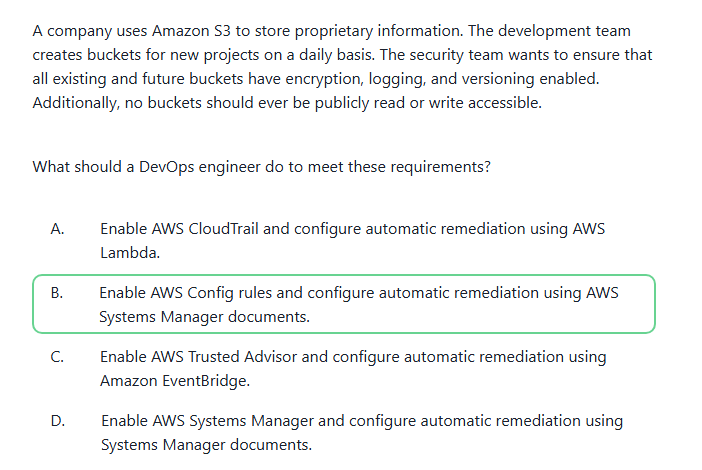 A company uses Amazon S3 to store proprietary information. The development team
creates buckets for new projects on a daily basis. The security team wants to ensure that
all existing and future buckets have encryption, logging, and versioning enabled.
Additionally, no buckets should ever be publicly read or write accessible.
What should a DevOps engineer do to meet these requirements?
A. Enable AWS CloudTrail and configure automatic remediation using AWS
Lambda.
B. Enable AWS Config rules and configure automatic remediation using AWS
Systems Manager documents.
C. Enable AWS Trusted Advisor and configure automatic remediation using
Amazon EventBridge.
D. Enable AWS Systems Manager and configure automatic remediation using
Systems Manager documents.